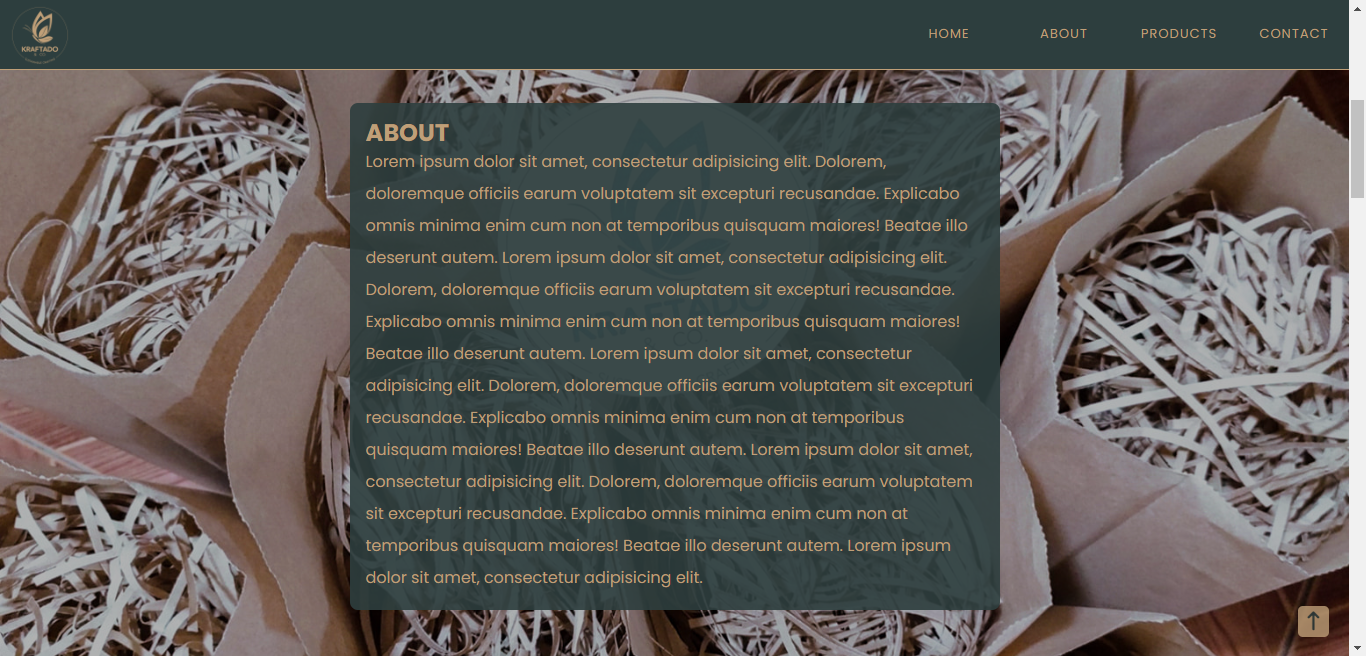 KRAFTADO
HOME
ABOUT
PRODUCTS
CONTACT
ABOUT
Lorem ipsum dolor sit amet, consectetur adipisicing elit. Dolorem,
doloremque officiis earum voluptatem sit excepturi recusandae. Explicabo
omnis minima enim cum non at temporibus quisquam maiores! Beatae illo
deserunt autem. Lorem ipsum dolor sit amet, consectetur adipisicing elit.
Dolorem, doloremque officiis earum voluptatem sit excepturi recusandae.
Explicabo omnis minima enim cum non at temporibus quisquam maiores!
Beatae illo deserunt autem. Lorem ipsum dolor sit amet, consectetur
adipisicing elit. Dolorem, doloremque officiis earum voluptatem sit excepturi
recusandae. Explicabo omnis minima enim cum non at temporibus
quisquam maiores! Beatae illo deserunt autem. Lorem ipsum dolor sit amet,
consectetur adipisicing elit. Dolorem, doloremque officiis earum voluptatem
sit excepturi recusandae. Explicabo omnis minima enim cum non at
temporibus quisquam maiores! Beatae illo deserunt autem. Lorem ipsum
dolor sit amet, consectetur adipisicing elit.
KRAFTADO